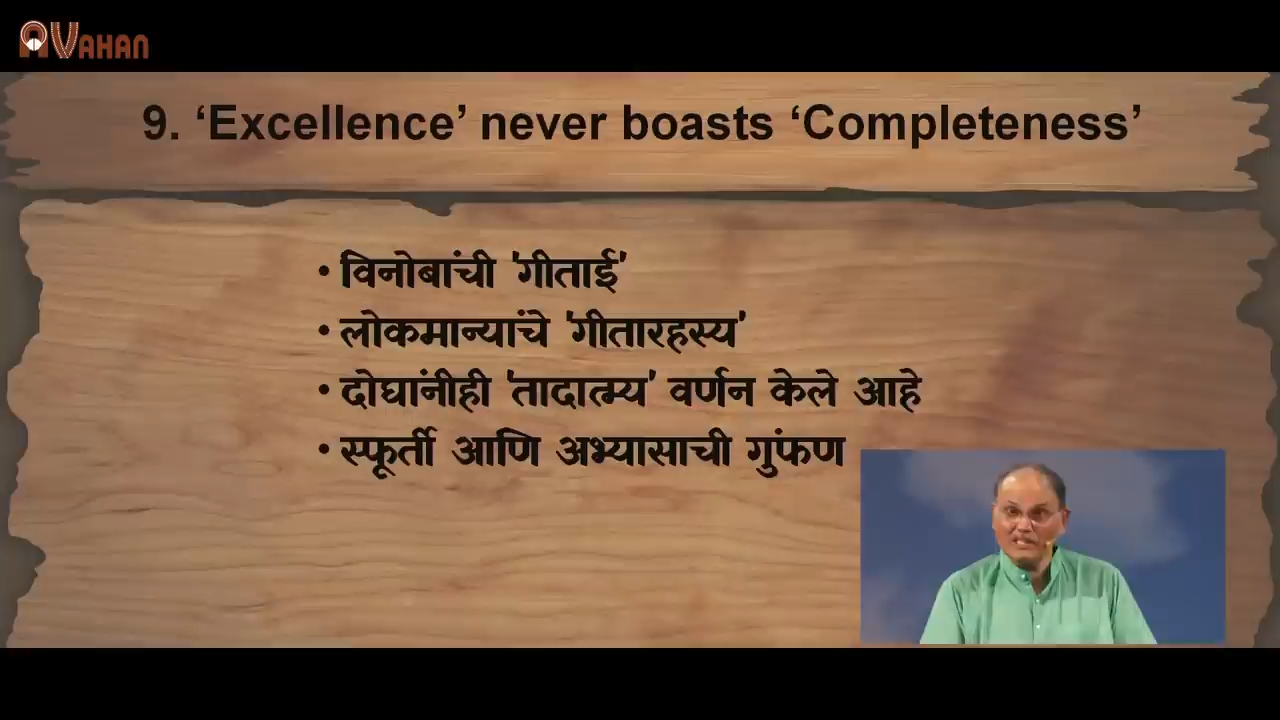 AVAHAN
9. ‘Excellence’ never boasts ‘Completeness’
• विनोबांची 'गीताई'
• लोकमान्यांचे 'गीतारहस्य'
• दोघांनीही 'तादात्म्य' वर्णन केले आहे
• स्फूर्ती आणि अभ्यासाची गुंफण